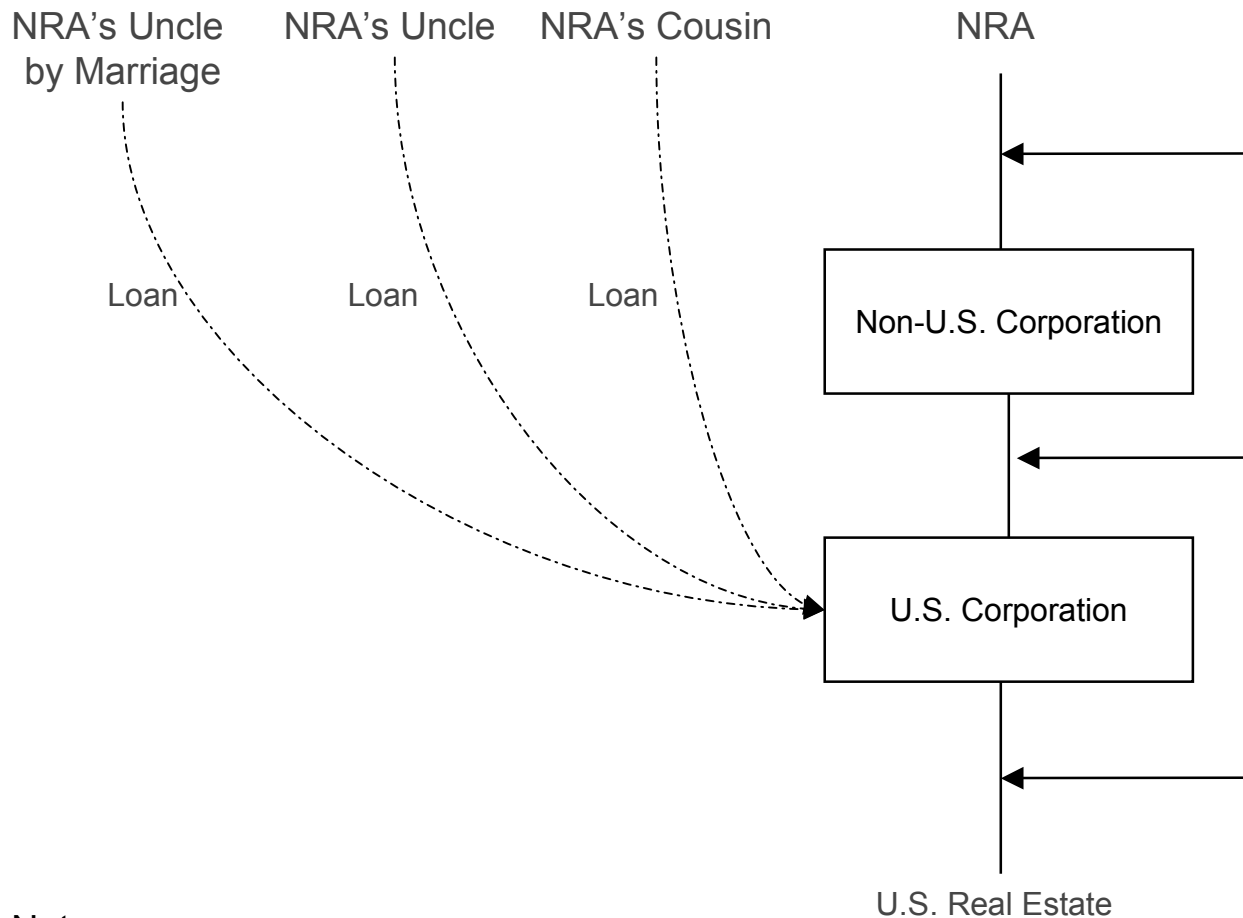 NRA’s Uncle
by Marriage
NRA’s Uncle
NRA’s Cousin
NRA
Loan
Loan
Loan
Non-U.S. Corporation
U.S. Corporation
U.S. Real Estate